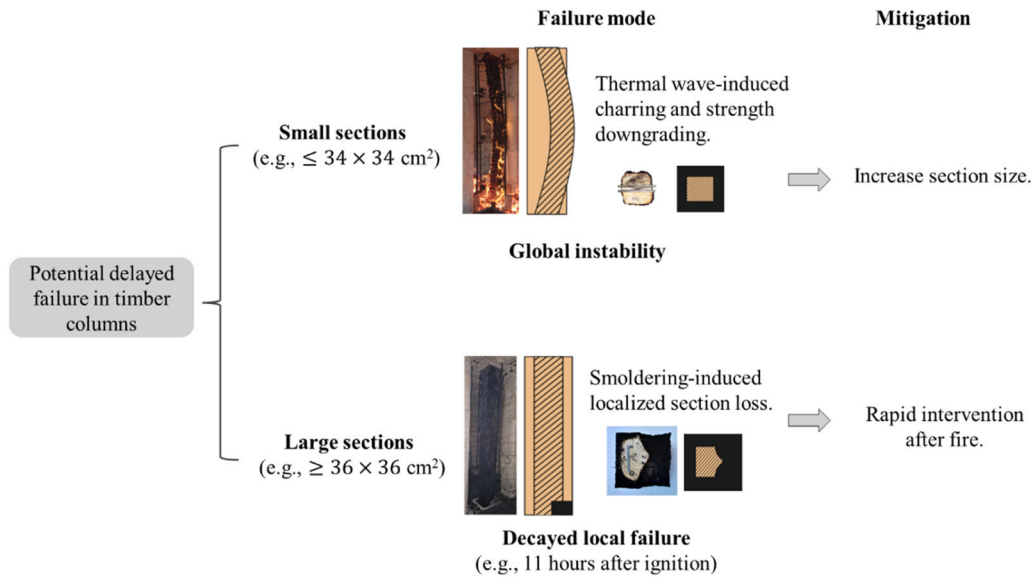 Failure mode
Mitigation
Potential delayed
failure in timber
columns
Small sections
(e.g., ≤ 34 × 34 cm²)
Thermal wave-induced
charring and strength
downgrading.
Increase section size.
Global instability
Large sections
(e.g., ≥ 36 × 36 cm²)
Smoldering-induced
localized section loss.
Rapid intervention
after fire.
Decayed local failure
(e.g., 11 hours after ignition)